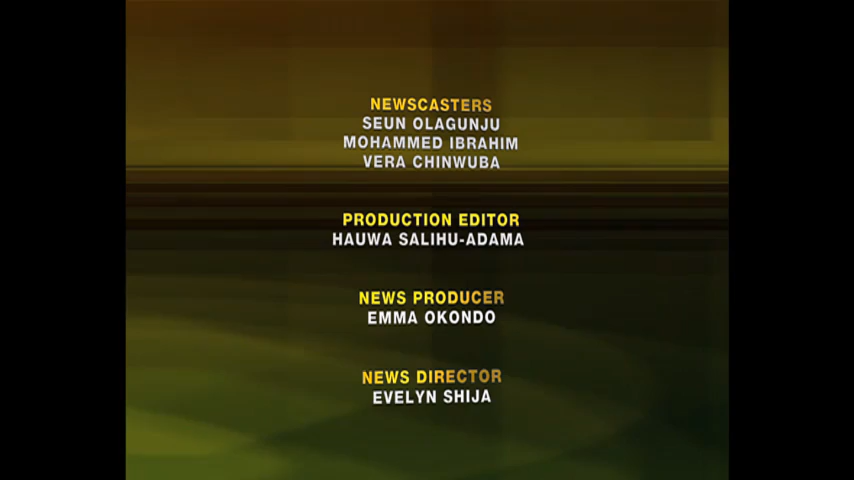 NEWSCASTERS
SEUN OLAGUNJU
MOHAMMED IBRAHIM
VERA CHINWUBA
PRODUCTION EDITOR
HAUWA SALIHU-ADAMA
NEWS PRODUCER
EMMA OKONDO
NEWS DIRECTOR
EVELYN SHIJA